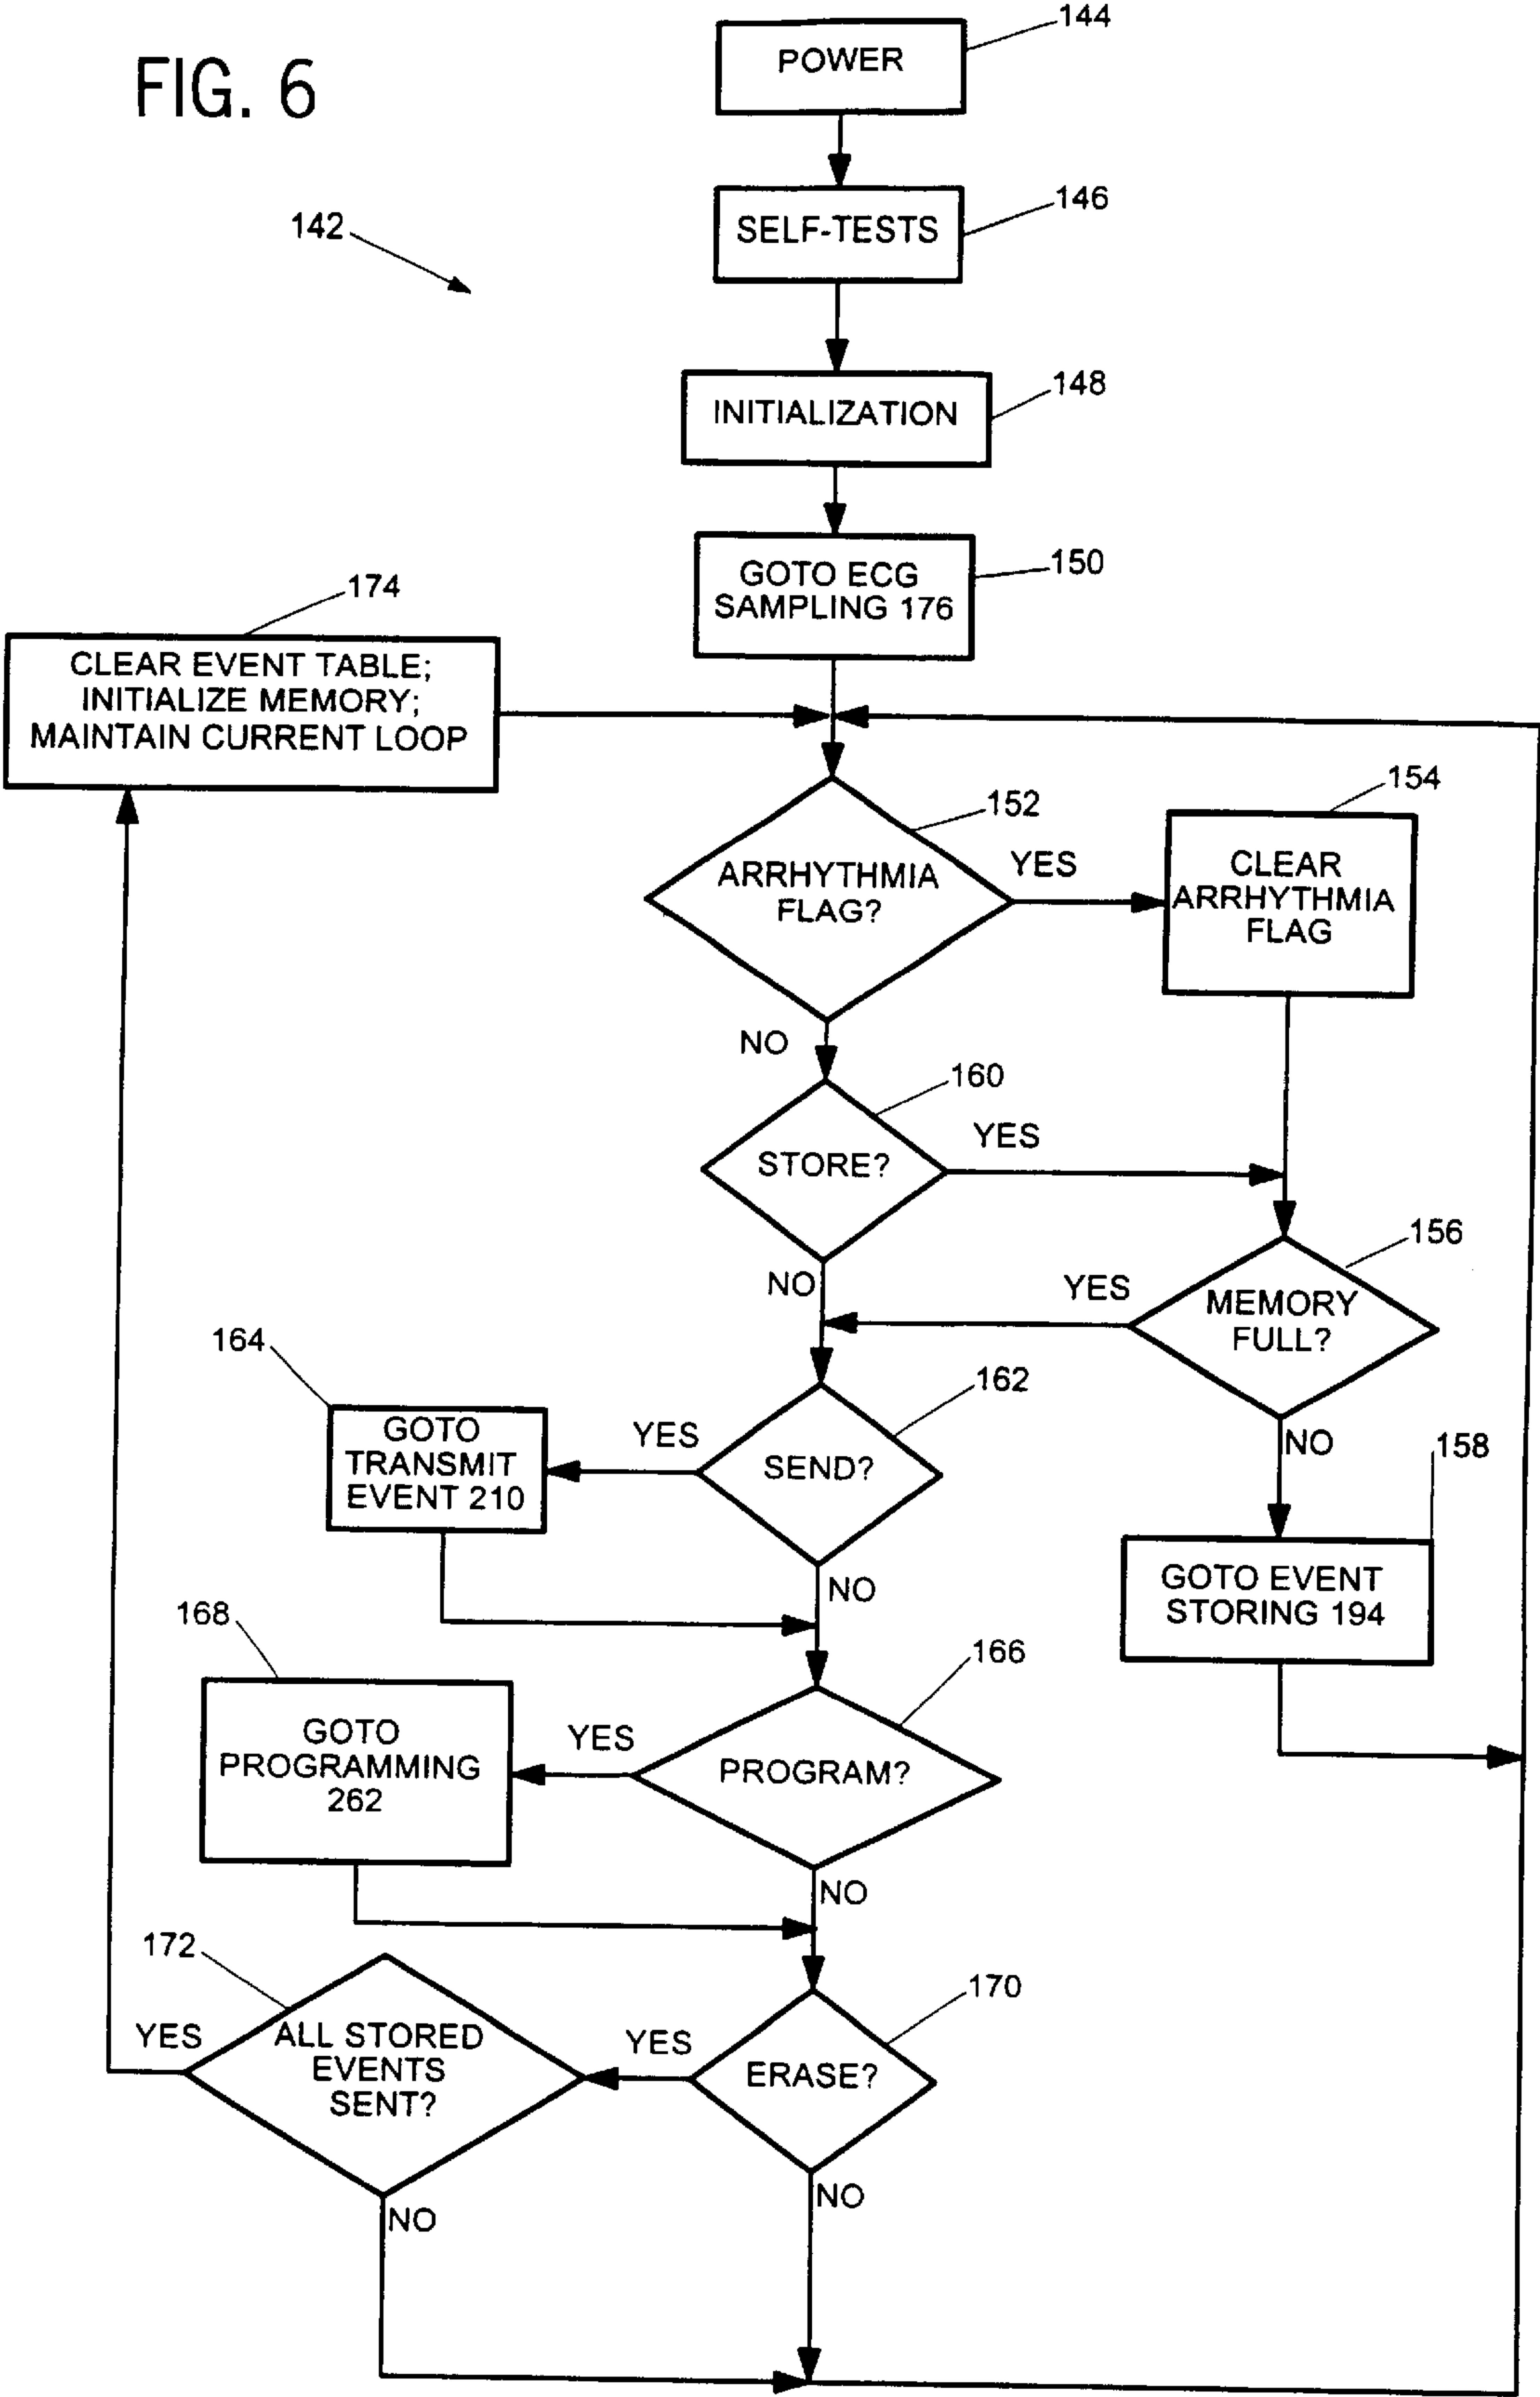 FIG. 6
144
POWER
142
146
SELF-TESTS
148
INITIALIZATION
150
GOTO ECG
SAMPLING 176
174
CLEAR EVENT TABLE;
INITIALIZE MEMORY;
MAINTAIN CURRENT LOOP
152
ARRHYTHMIA
FLAG?
YES
154
CLEAR
ARRHYTHMIA
FLAG
NO
160
STORE?
YES
156
MEMORY
FULL?
YES
NO
NO
158
GOTO EVENT
STORING 194
162
SEND?
YES
164
GOTO
TRANSMIT
EVENT 210
NO
166
PROGRAM?
YES
168
GOTO
PROGRAMMING
262
NO
170
ERASE?
YES
172
ALL STORED
EVENTS
SENT?
YES
NO
NO